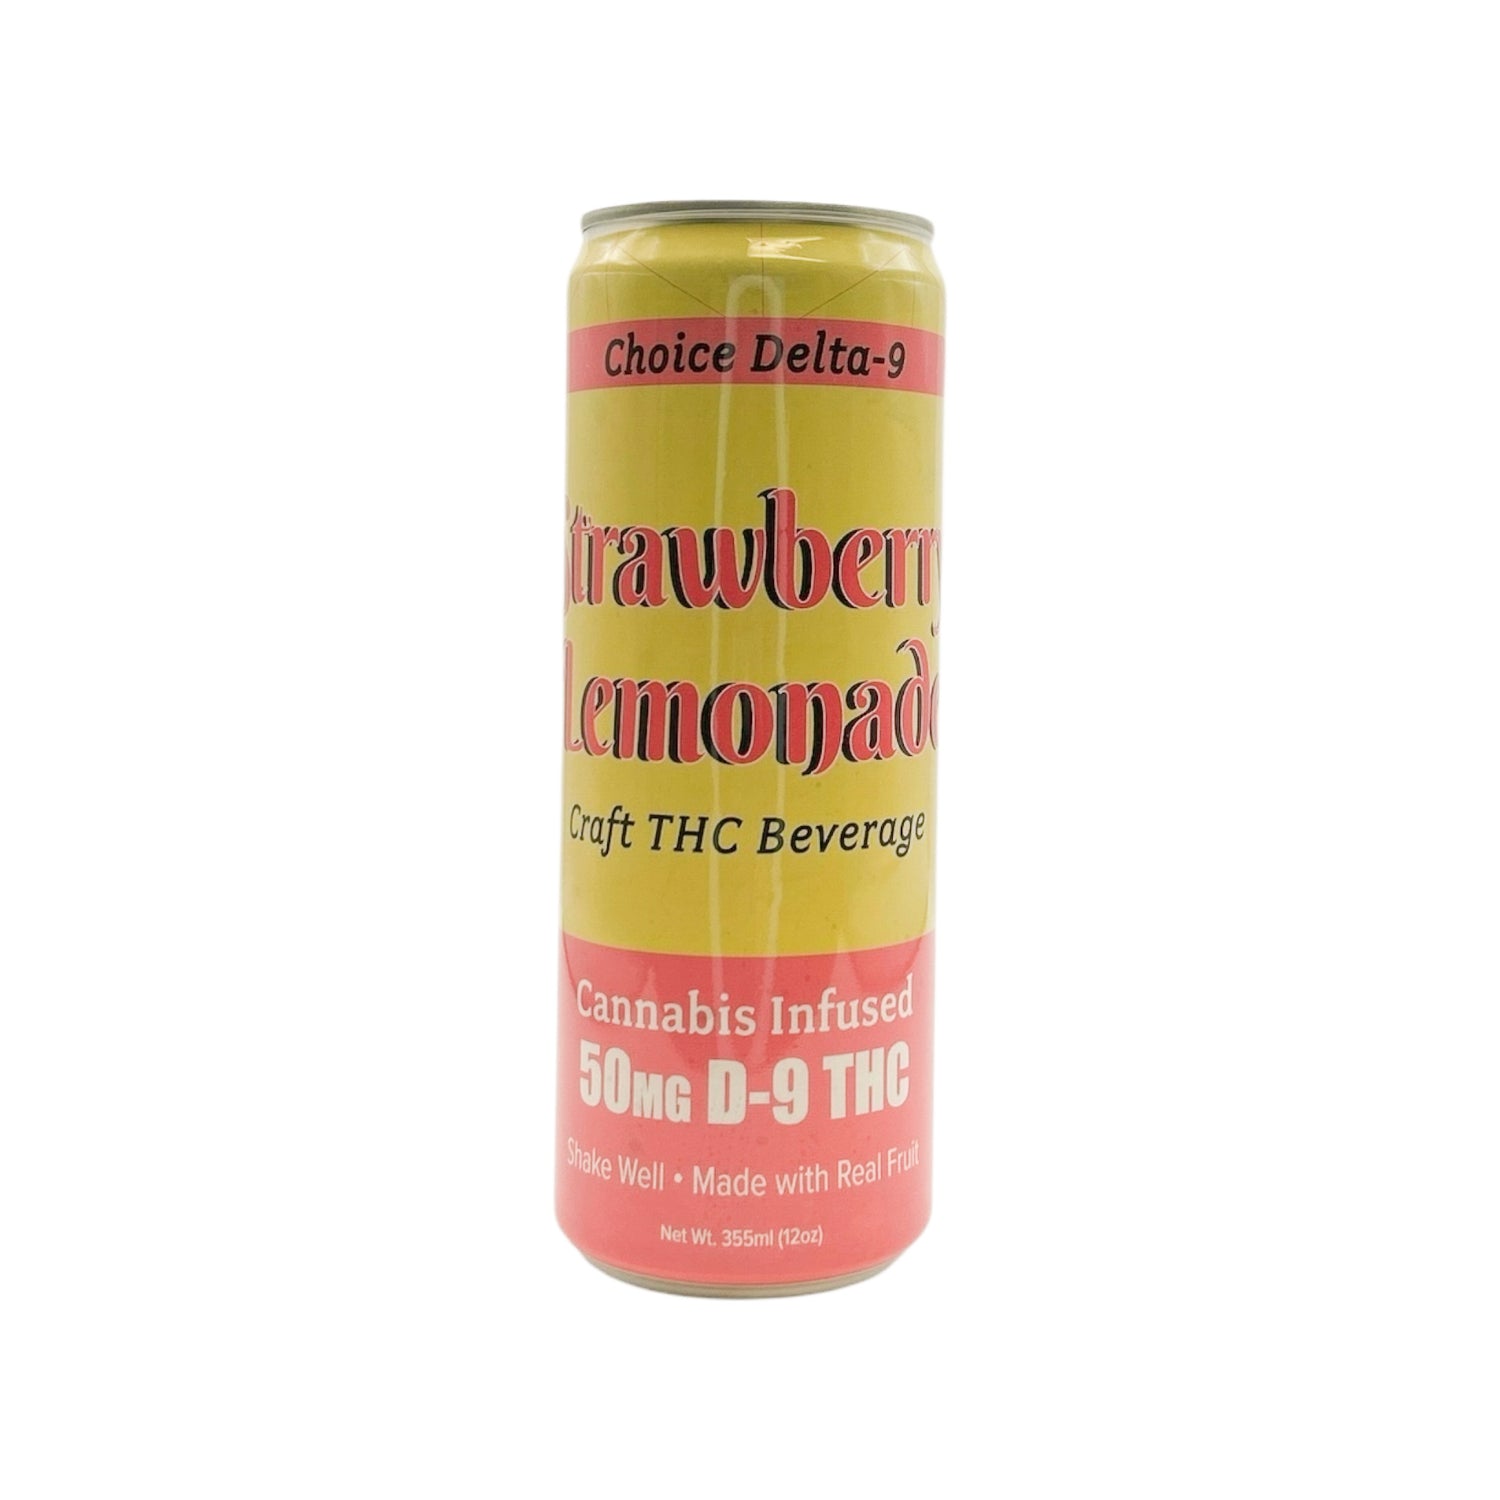 Choice Delta-9
Strawberry
Lemonade
Craft THC Beverage
Cannabis Infused
50MG D-9 THC
Shake Well • Made with Real Fruit
Net Wt. 355ml (12oz)